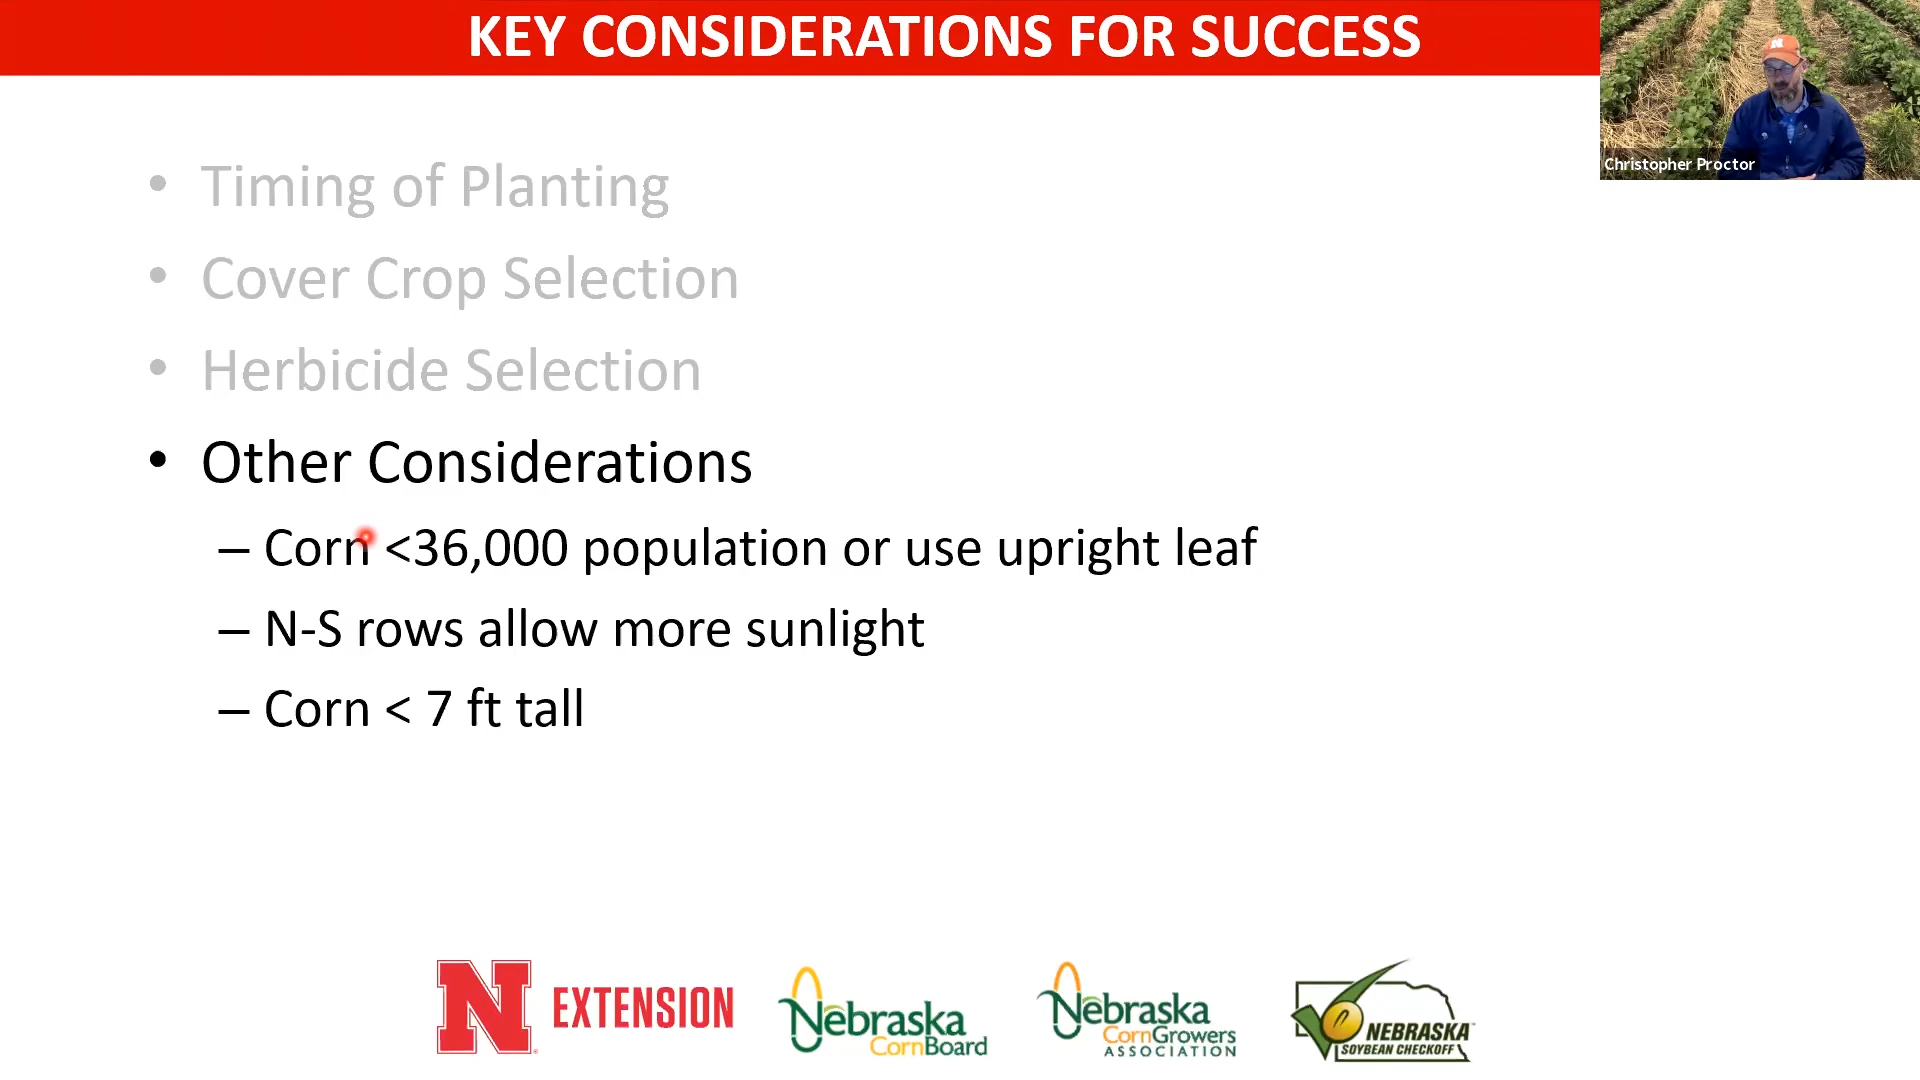 KEY CONSIDERATIONS FOR SUCCESS
N
Christopher Proctor
• Timing of Planting
• Cover Crop Selection
• Herbicide Selection
• Other Considerations
– Corn <36,000 population or use upright leaf
– N-S rows allow more sunlight
– Corn < 7 ft tall
N EXTENSION
Nebraska
CornBoard
Nebraska
CornGrowers
ASSOCIATION
NEBRASKA
SOYBEAN CHECKOFF